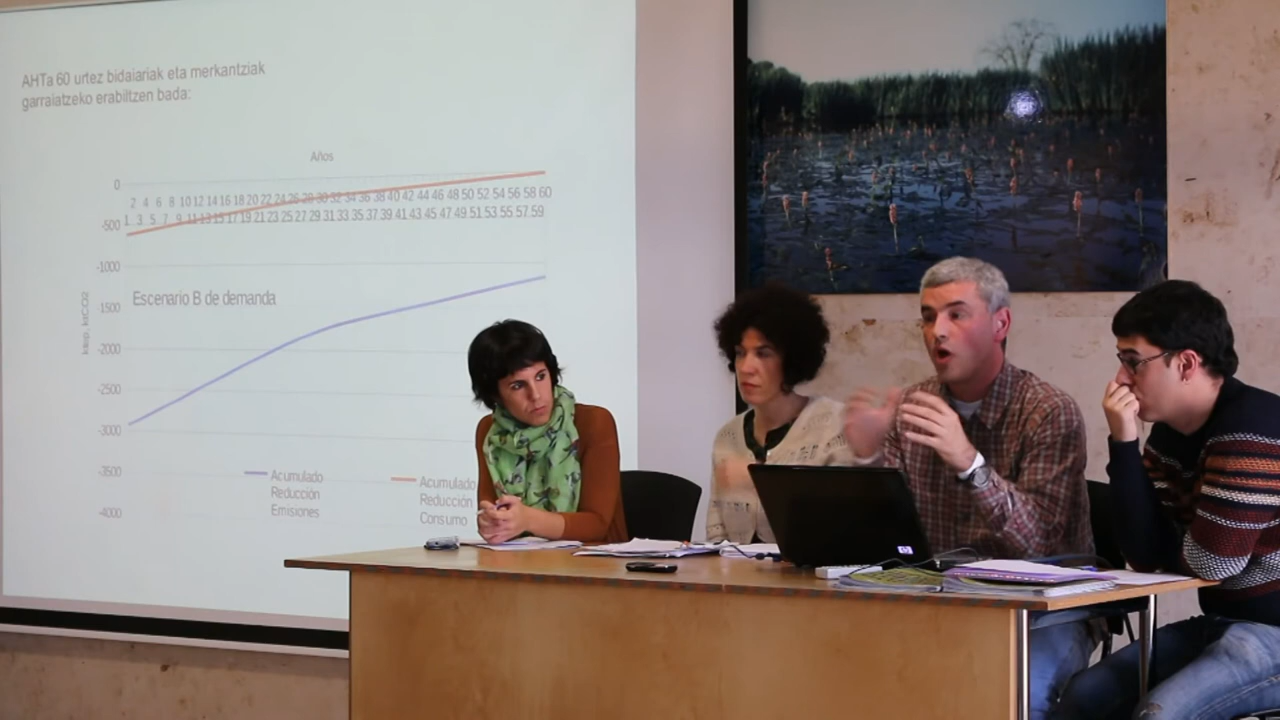 AHTa 60 urtez bidaiariak eta merkantziak
garraiatzeko erabiltzen bada:
Años
0
2 4 6 8 10 12 14 16 18 20 22 24 26 28 30 32 34 36 38 40 42 44 46 48 50 52 54 56 58 60
1 3 5 7 9 11 13 15 17 19 21 23 25 27 29 31 33 35 37 39 41 43 45 47 49 51 53 55 57 59
-500
-1000
Escenario B de demanda
1500
-2000
-2500
-3000
-3500
-4000
Acumulado
Reducción
Emisiones
Acumulado
Reducción
Consumo
hp